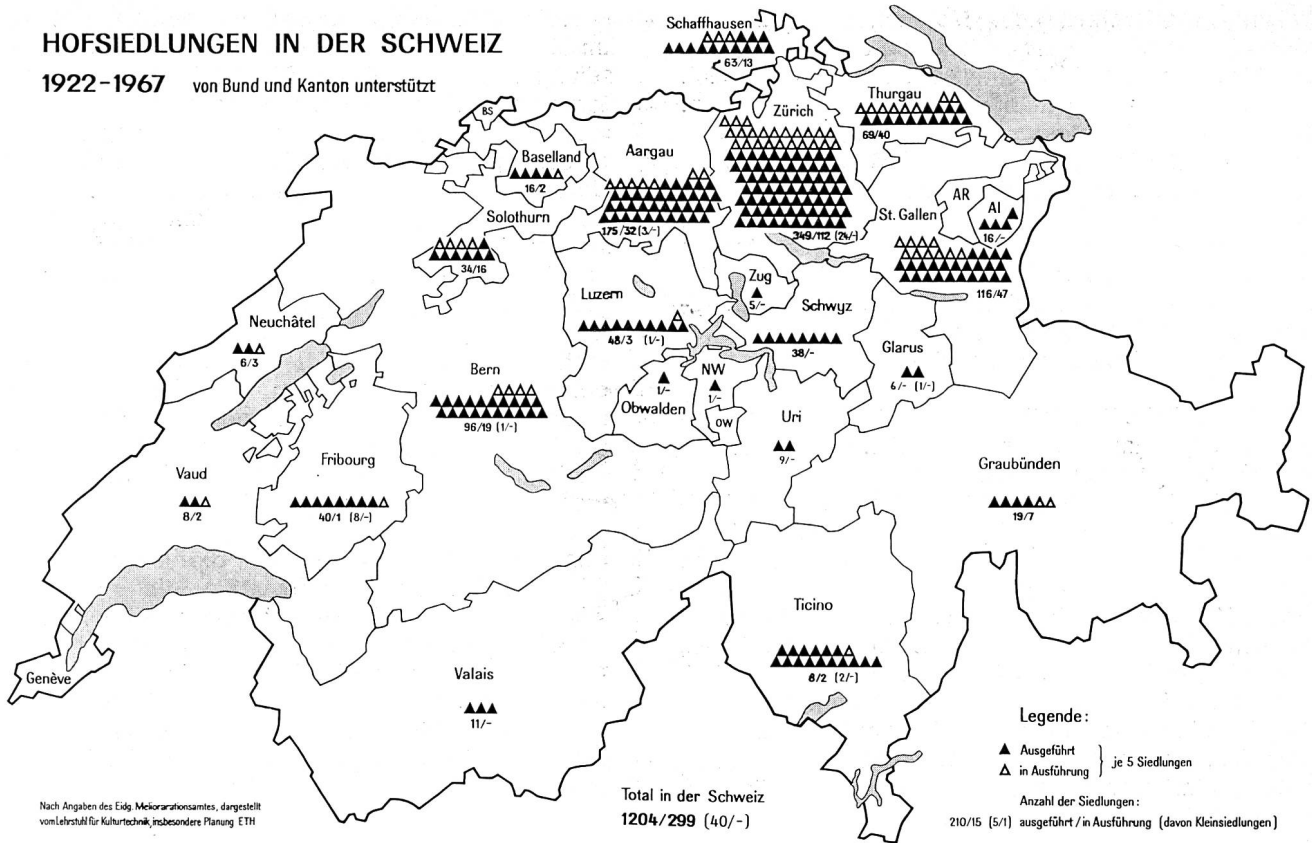 HOFSIEDLUNGEN IN DER SCHWEIZ
1922-1967 von Bund und Kanton unterstützt
Schaffhausen
63/13
Thurgau
69/40
Zürich
349/112 (24/-)
BS
Baselland
16/2
Aargau
175/32 (3/-)
Solothurn
34/16
St. Gallen
116/47
AR
AI
16/-
Zug
5/-
Luzern
48/3 (1/-)
Schwyz
38/-
Neuchâtel
6/3
Glarus
6/- (1/-)
Bern
96/19 (1/-)
Obwalden
1/-
NW
1/-
OW
Uri
9/-
Vaud
8/2
Fribourg
40/1 (8/-)
Graubünden
19/7
Ticino
8/2 (2/-)
Genève
Valais
11/-
Legende:
Ausgeführt
in Ausführung
je 5 Siedlungen
Anzahl der Siedlungen:
210/15 (5/1) ausgeführt / in Ausführung (davon Kleinsiedlungen)
Total in der Schweiz
1204/299 (40/-)
Nach Angaben des Eidg. Meliorarationsamtes, dargestellt
vom Lehrstuhl für Kulturtechnik, insbesondere Planung ETH